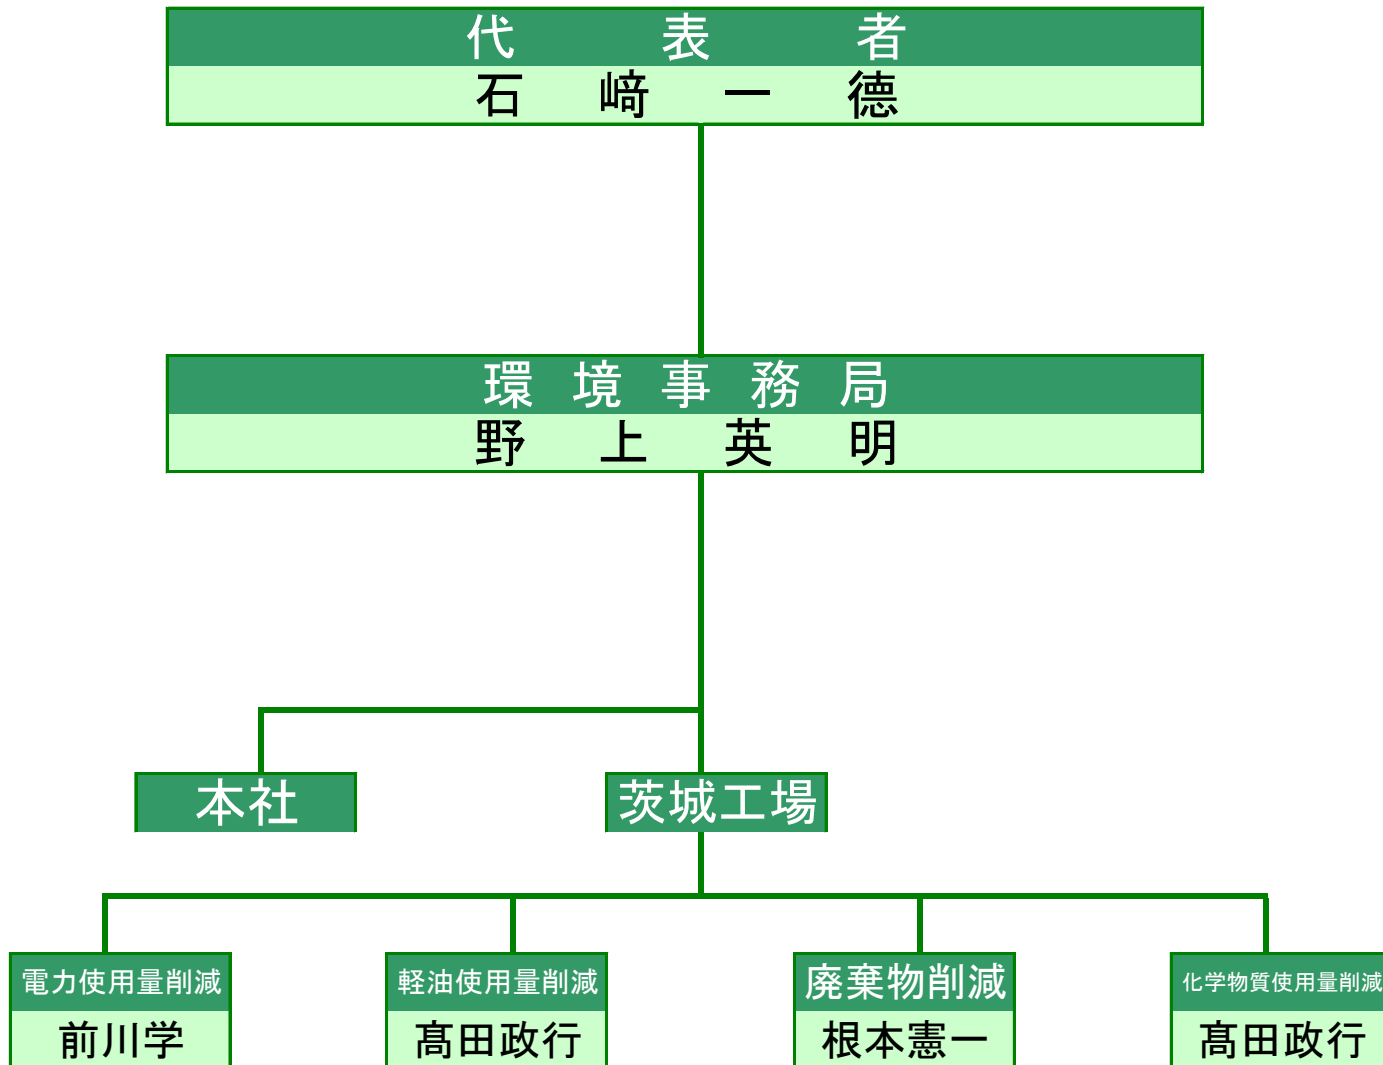 代表者
石﨑一德
環境事務局
野上英明
本社
茨城工場
電力使用量削減
前川学
軽油使用量削減
髙田政行
廃棄物削減
根本憲一
化学物質使用量削減
髙田政行